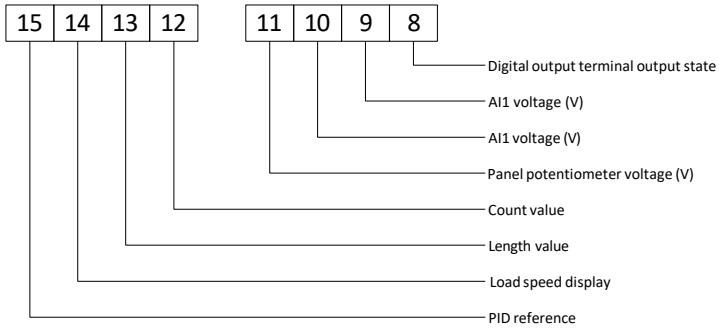 15 14 13 12 11 10 9 8
Digital output terminal output state
AI1 voltage (V)
AI1 voltage (V)
Panel potentiometer voltage (V)
Count value
Length value
Load speed display
PID reference